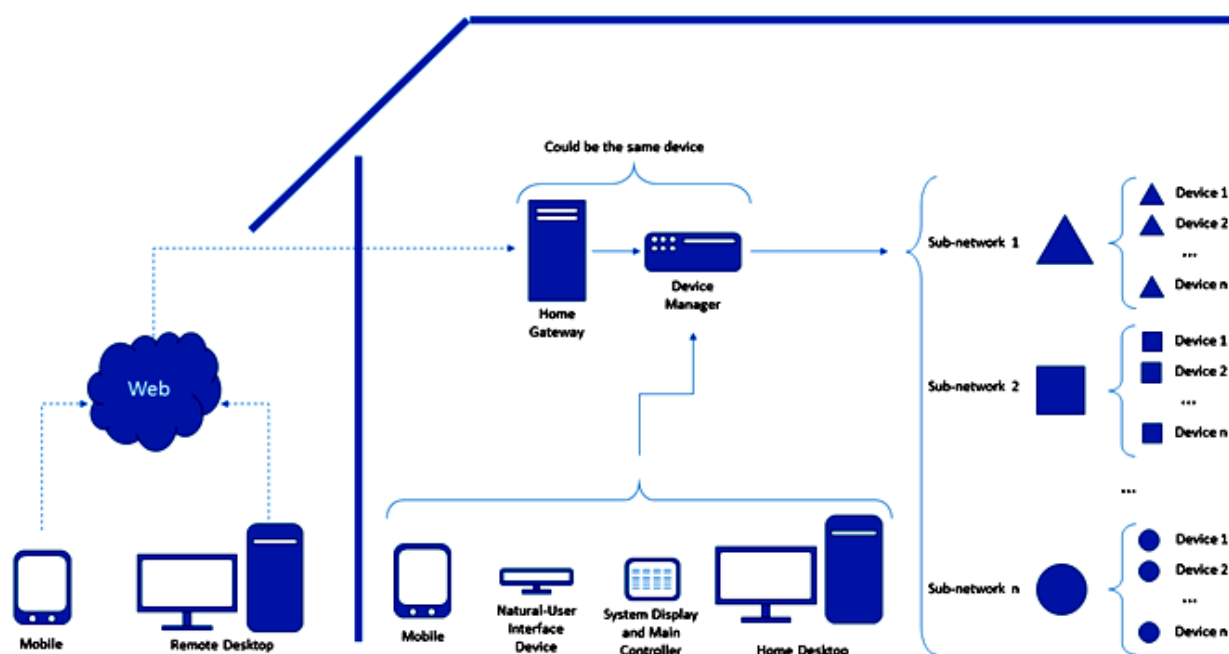 Could be the same device
Home
Gateway
Device
Manager
Web
Mobile
Remote Desktop
Mobile
Natural-User
Interface
Device
System Display
and Main
Controller
Home Desktop
Sub-network 1
Device 1
Device 2
...
Device n
Sub-network 2
Device 1
Device 2
...
Device n
...
Sub-network n
Device 1
Device 2
...
Device n